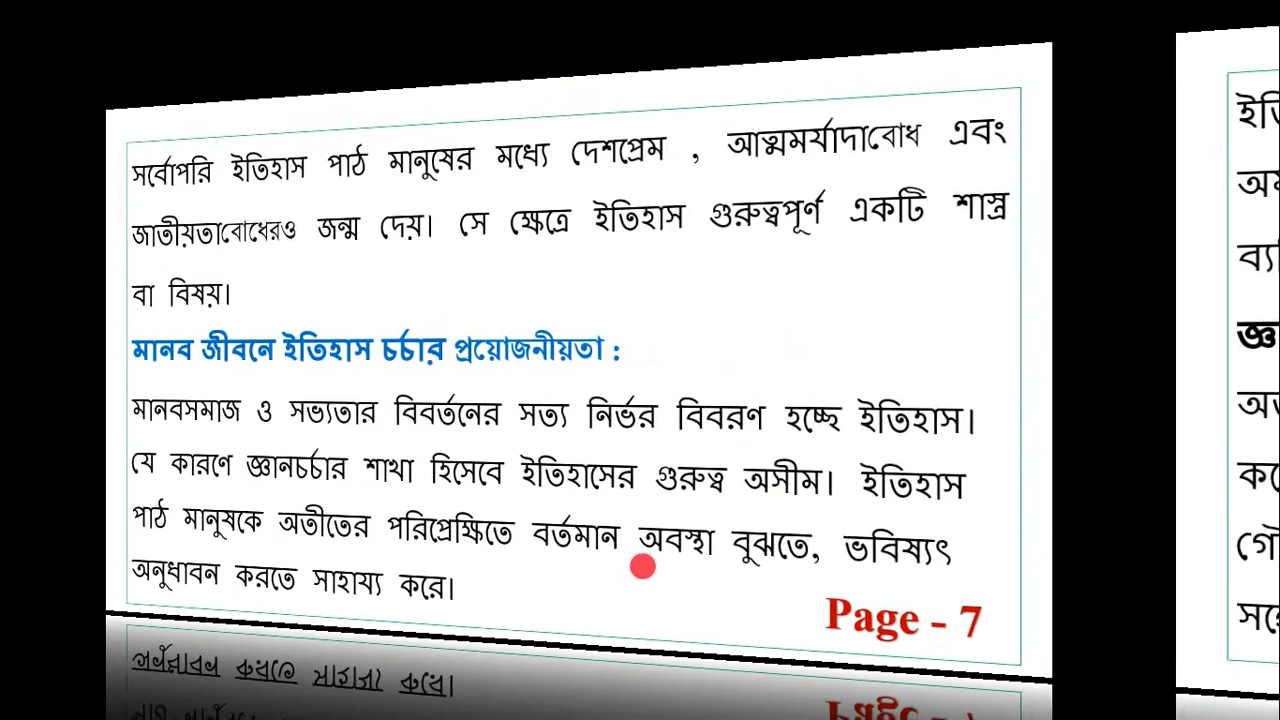 সর্বোপরি ইতিহাস পাঠ মানুষের মধ্যে দেশপ্রেম , আত্মমর্যাদাবোধ এবং
জাতীয়তাবোধেরও জন্ম দেয়। সে ক্ষেত্রে ইতিহাস গুরুত্বপূর্ণ একটি শাস্ত্র
বা বিষয়।
মানব জীবনে ইতিহাস চর্চার প্রয়োজনীয়তা :
মানবসমাজ ও সভ্যতার বিবর্তনের সত্য নির্ভর বিবরণ হচ্ছে ইতিহাস।
যে কারণে জ্ঞানচর্চার শাখা হিসেবে ইতিহাসের গুরুত্ব অসীম। ইতিহাস
পাঠ মানুষকে অতীতের পরিপ্রেক্ষিতে বর্তমান অবস্থা বুঝতে, ভবিষ্যৎ
অনুধাবন করতে সাহায্য করে।
Page - 7